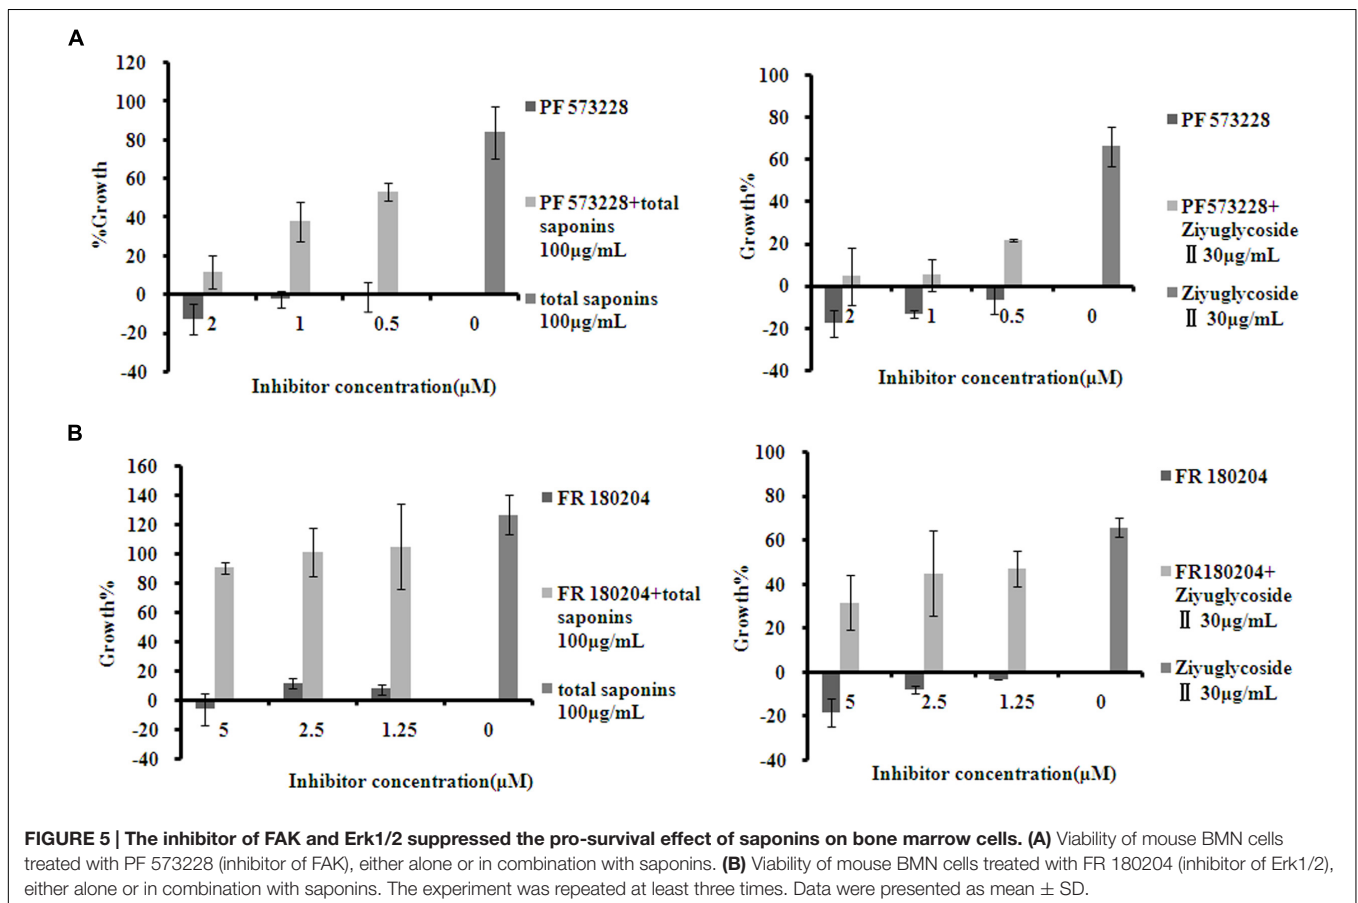 A
120
100
80
60
40
20
0
-20
-40
%Growth
2 1 0.5 0
Inhibitor concentration(μM)
PF 573228
PF 573228+total
saponins
100μg/mL
total saponins
100μg/mL
100
80
60
40
20
0
-20
-40
Growth%
2 1 0.5 0
Inhibitor concentration(μM)
PF 573228
PF573228+
Ziyuglycoside
Ⅱ 30μg/mL
Ziyuglycoside
Ⅱ 30μg/mL
B
160
140
120
100
80
60
40
20
0
-20
-40
Growth%
5 2.5 1.25 0
Inhibitor concentration(μM)
FR 180204
FR 180204+total
saponins
100μg/mL
total saponins
100μg/mL
100
80
60
40
20
0
-20
-40
Growth%
5 2.5 1.25 0
Inhibitor concentration(μM)
FR 180204
FR180204+
Ziyuglycoside
Ⅱ 30μg/mL
Ziyuglycoside
Ⅱ 30μg/mL
FIGURE 5 | The inhibitor of FAK and Erk1/2 suppressed the pro-survival effect of saponins on bone marrow cells. (A) Viability of mouse BMN cells
treated with PF 573228 (inhibitor of FAK), either alone or in combination with saponins. (B) Viability of mouse BMN cells treated with FR 180204 (inhibitor of Erk1/2),
either alone or in combination with saponins. The experiment was repeated at least three times. Data were presented as mean ± SD.